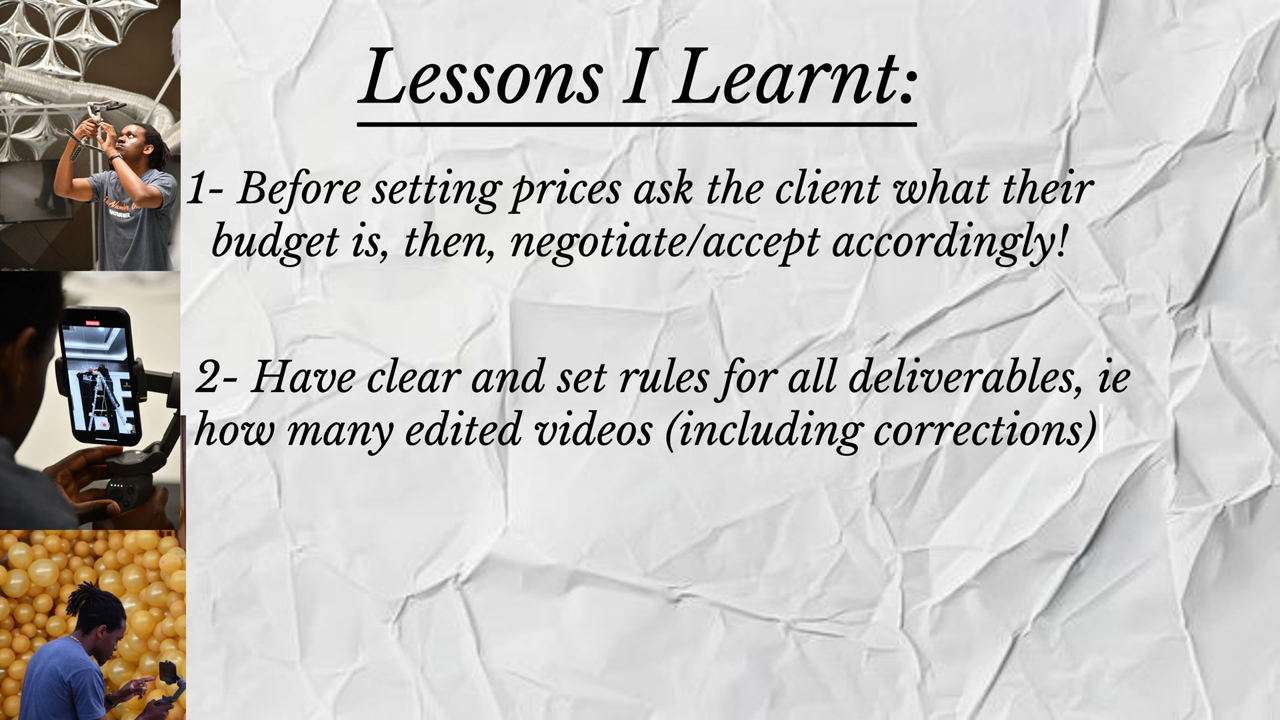 Lessons I Learnt:
1- Before setting prices ask the client what their
budget is, then, negotiate/accept accordingly!
2- Have clear and set rules for all deliverables, ie
how many edited videos (including corrections)